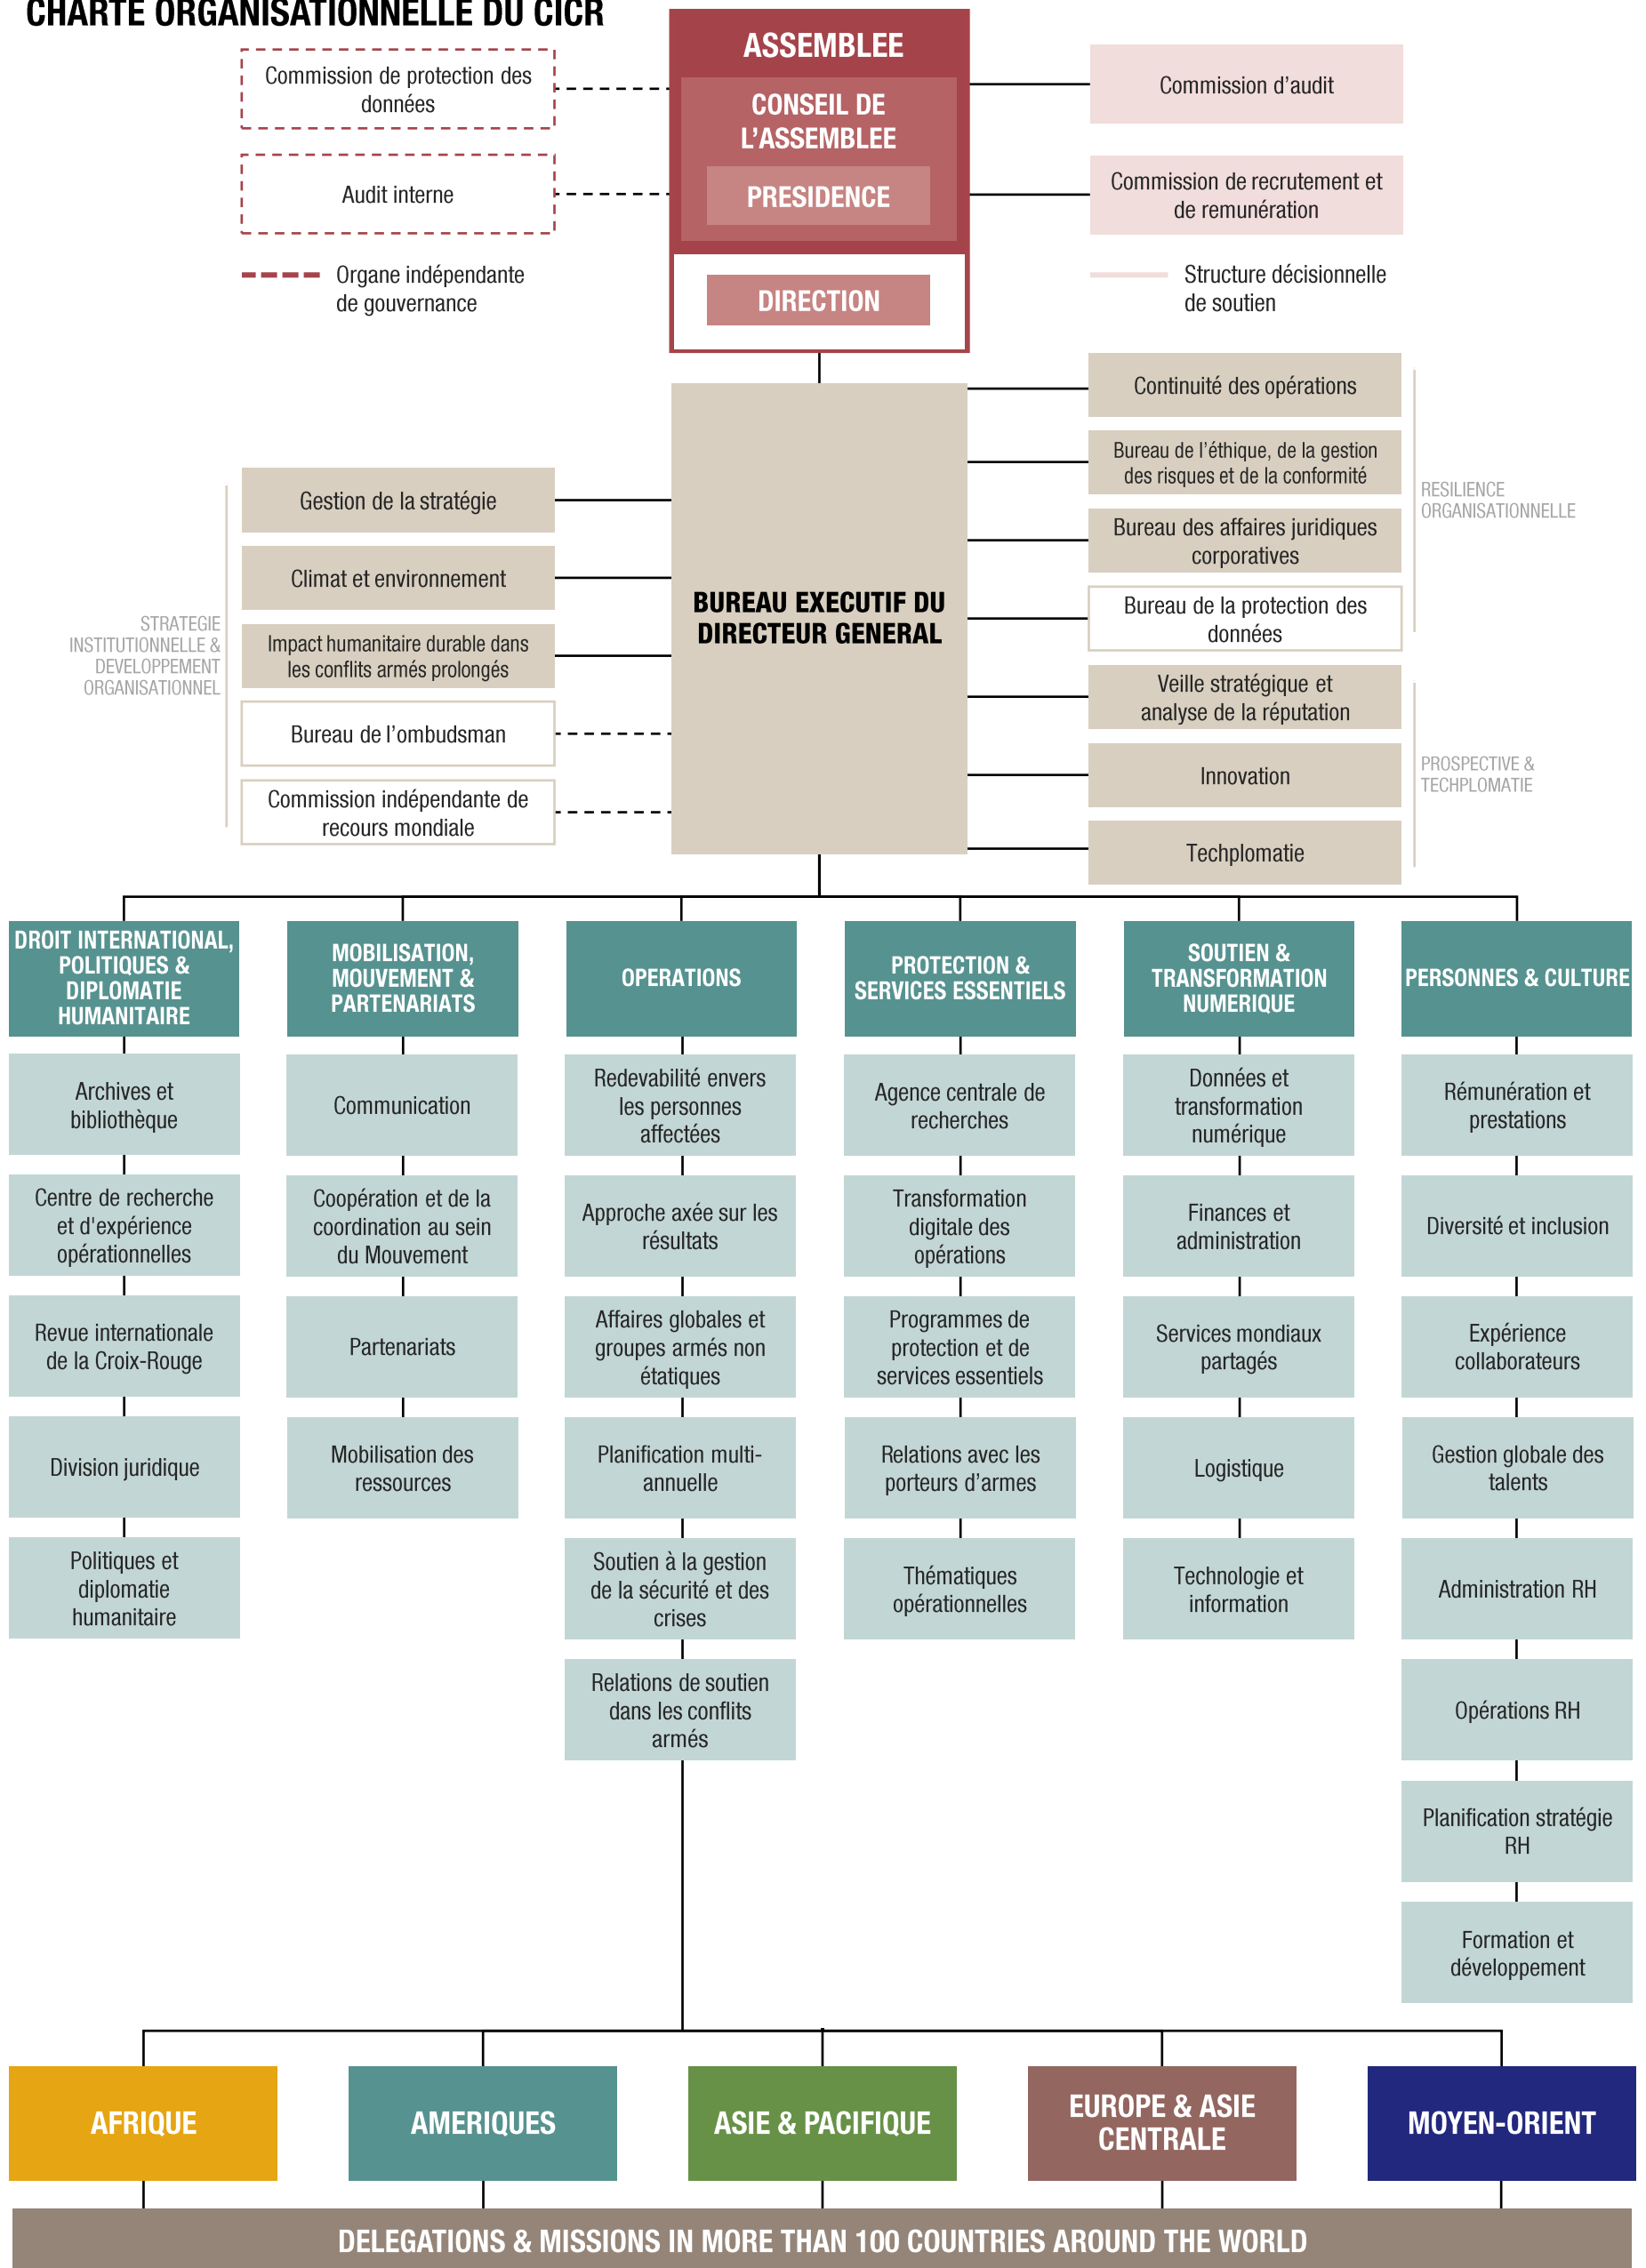 CHARTE ORGANISATIONNELLE DU CICR
ASSEMBLEE
CONSEIL DE
L’ASSEMBLEE
PRESIDENCE
DIRECTION
Commission de protection des
données
Audit interne
Organe indépendante
de gouvernance
Commission d’audit
Commission de recrutement et
de remunération
Structure décisionnelle
de soutien
BUREAU EXECUTIF DU
DIRECTEUR GENERAL
STRATEGIE
INSTITUTIONNELLE &
DEVELOPPEMENT
ORGANISATIONNEL
Gestion de la stratégie
Climat et environnement
Impact humanitaire durable dans
les conflits armés prolongés
Bureau de l’ombudsman
Commission indépendante de
recours mondiale
Continuité des opérations
Bureau de l’éthique, de la gestion
des risques et de la conformité
Bureau des affaires juridiques
corporatives
Bureau de la protection des
données
RESILIENCE
ORGANISATIONNELLE
Veille stratégique et
analyse de la réputation
Innovation
Techplomatie
PROSPECTIVE &
TECHPLOMATIE
DROIT INTERNATIONAL,
POLITIQUES &
DIPLOMATIE
HUMANITAIRE
Archives et
bibliothèque
Centre de recherche
et d'expérience
opérationnelles
Revue internationale
de la Croix-Rouge
Division juridique
Politiques et
diplomatie
humanitaire
MOBILISATION,
MOUVEMENT &
PARTENARIATS
Communication
Coopération et de la
coordination au sein
du Mouvement
Partenariats
Mobilisation des
ressources
OPERATIONS
Redevabilité envers
les personnes
affectées
Approche axée sur les
résultats
Affaires globales et
groupes armés non
étatiques
Planification multi-
annuelle
Soutien à la gestion
de la sécurité et des
crises
Relations de soutien
dans les conflits
armés
PROTECTION &
SERVICES ESSENTIELS
Agence centrale de
recherches
Transformation
digitale des
opérations
Programmes de
protection et de
services essentiels
Relations avec les
porteurs d’armes
Thématiques
opérationnelles
SOUTIEN &
TRANSFORMATION
NUMERIQUE
Données et
transformation
numérique
Finances et
administration
Services mondiaux
partagés
Logistique
Technologie et
information
PERSONNES & CULTURE
Rémunération et
prestations
Diversité et inclusion
Expérience
collaborateurs
Gestion globale des
talents
Administration RH
Opérations RH
Planification stratégie
RH
Formation et
développement
AFRIQUE
AMERIQUES
ASIE & PACIFIQUE
EUROPE & ASIE
CENTRALE
MOYEN-ORIENT
DELEGATIONS & MISSIONS IN MORE THAN 100 COUNTRIES AROUND THE WORLD